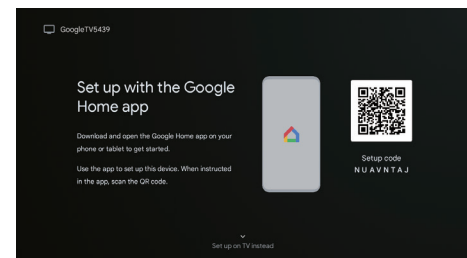 GoogleTV5439
Set up with the Google
Home app
Download and open the Google Home app on your
phone or tablet to get started.
Use the app to set up this device. When instructed
in the app, scan the QR code.
Setup code
NUAVNTAJ
Set up on TV instead